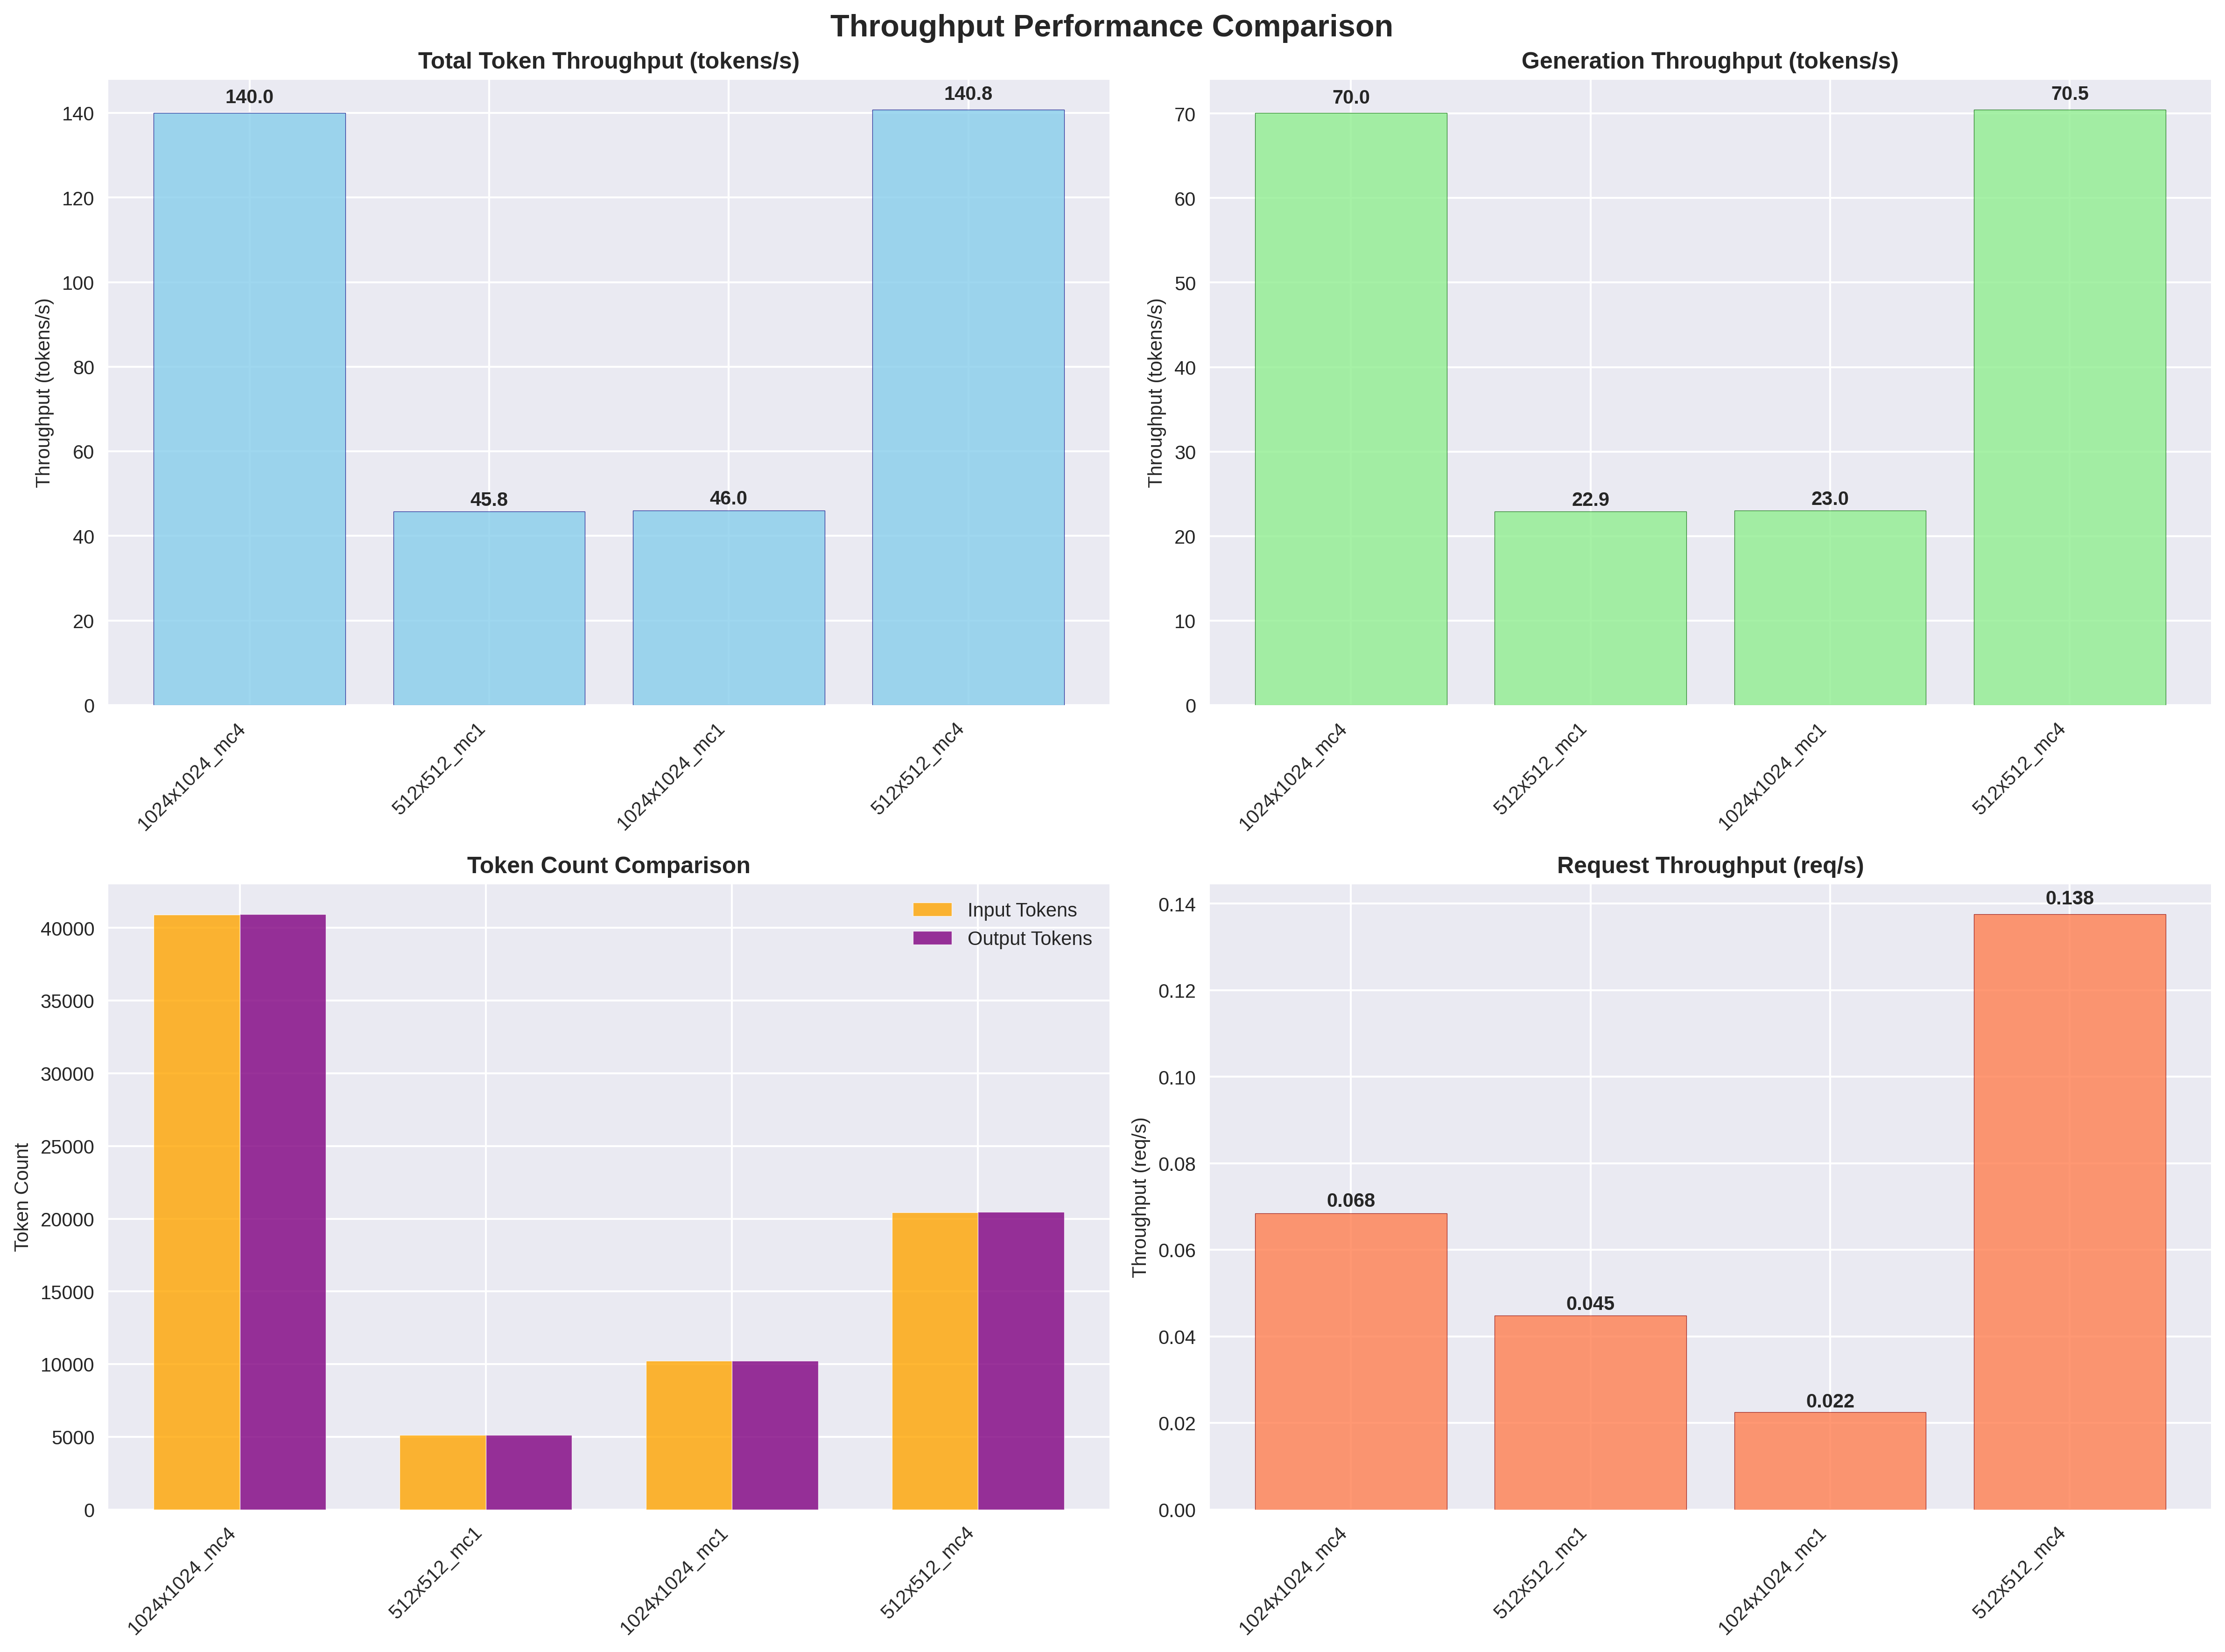 Throughput Performance Comparison
Total Token Throughput (tokens/s)
Throughput (tokens/s)
140
120
100
80
60
40
20
0
140.0
45.8
46.0
140.8
1024x1024_mc4
512x512_mc1
1024x1024_mc1
512x512_mc4
Generation Throughput (tokens/s)
Throughput (tokens/s)
70
60
50
40
30
20
10
0
70.0
22.9
23.0
70.5
1024x1024_mc4
512x512_mc1
1024x1024_mc1
512x512_mc4
Token Count Comparison
Token Count
40000
35000
30000
25000
20000
15000
10000
5000
0
Input Tokens
Output Tokens
1024x1024_mc4
512x512_mc1
1024x1024_mc1
512x512_mc4
Request Throughput (req/s)
Throughput (req/s)
0.14
0.12
0.10
0.08
0.06
0.04
0.02
0.00
0.068
0.045
0.022
0.138
1024x1024_mc4
512x512_mc1
1024x1024_mc1
512x512_mc4